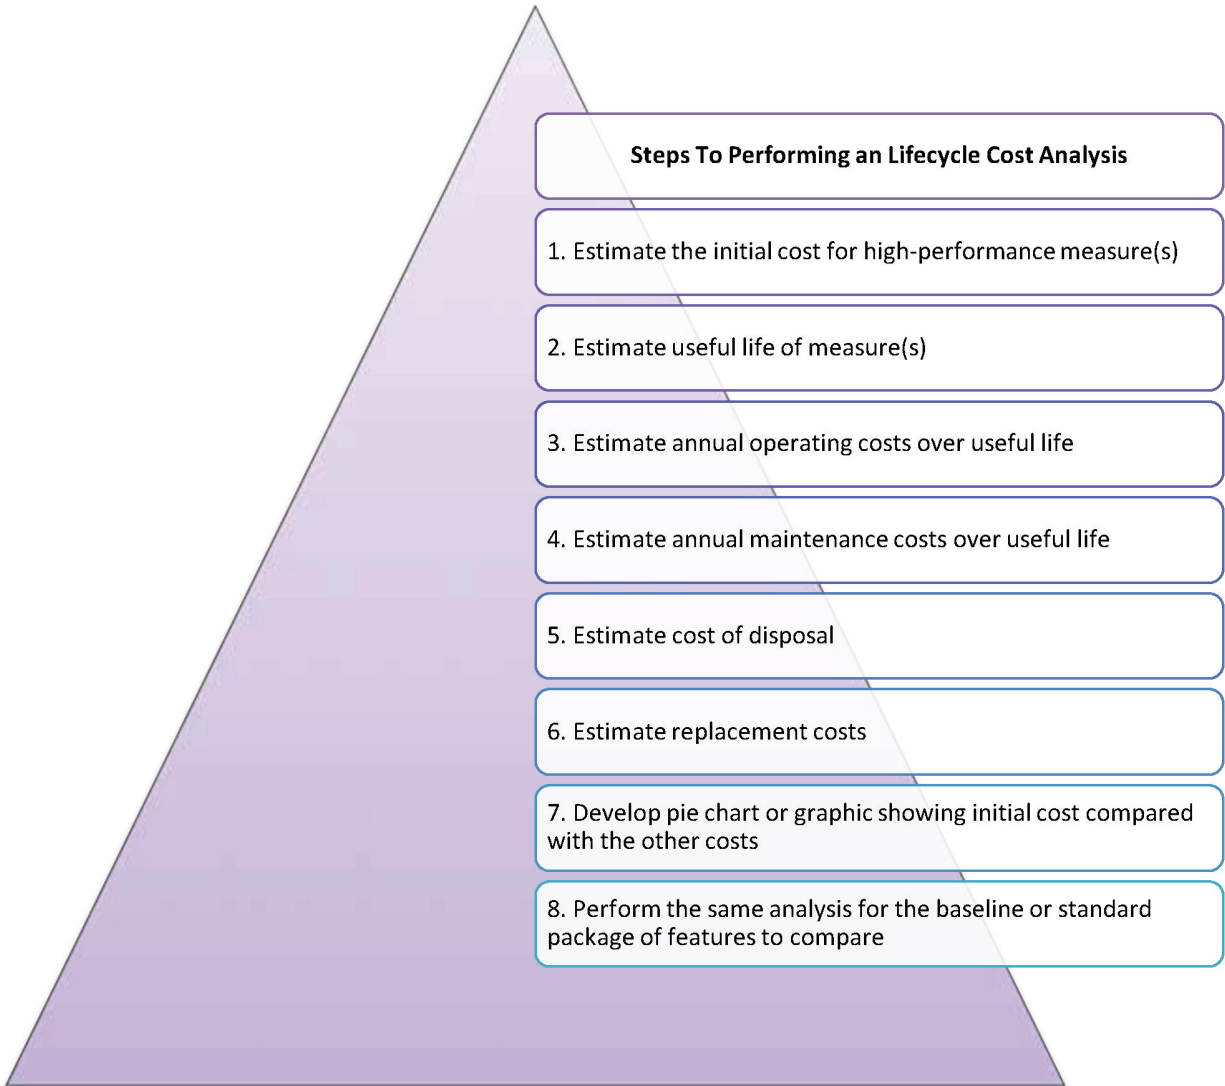 Steps To Performing an Lifecycle Cost Analysis
1. Estimate the initial cost for high-performance measure(s)
2. Estimate useful life of measure(s)
3. Estimate annual operating costs over useful life
4. Estimate annual maintenance costs over useful life
5. Estimate cost of disposal
6. Estimate replacement costs
7. Develop pie chart or graphic showing initial cost compared
with the other costs
8. Perform the same analysis for the baseline or standard
package of features to compare